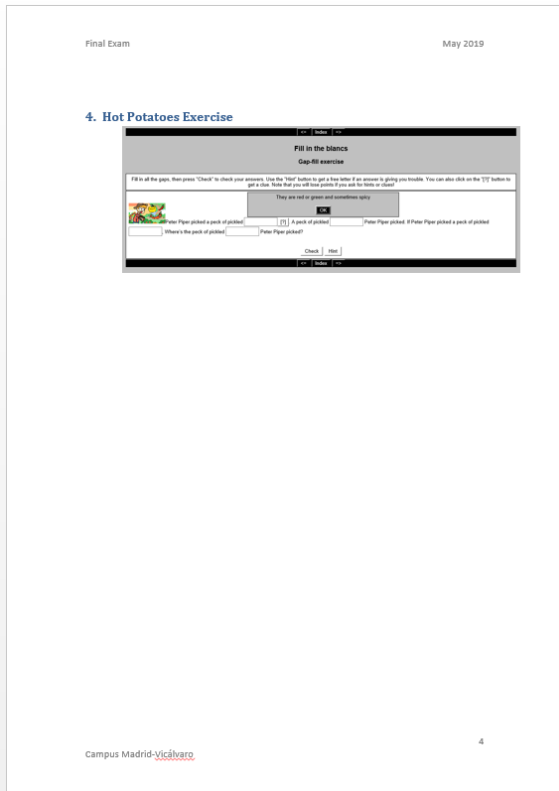 Final Exam May 2019
4. Hot Potatoes Exercise
<= Index =>
Fill in the blancs
Gap-fill exercise
Fill in all the gaps, then press "Check" to check your answers. Use the "Hint" button to get a free letter if an answer is giving you trouble. You can also click on the "[?]" button to
get a clue. Note that you will lose points if you ask for hints or clues!
They are red or green and sometimes spicy
OK
Peter Piper picked a peck of pickled [?]. A peck of pickled Peter Piper picked. If Peter Piper picked a peck of pickled
, Where's the peck of pickled Peter Piper picked?
Check Hint
<= Index =>
4
Campus Madrid-Vicálvaro